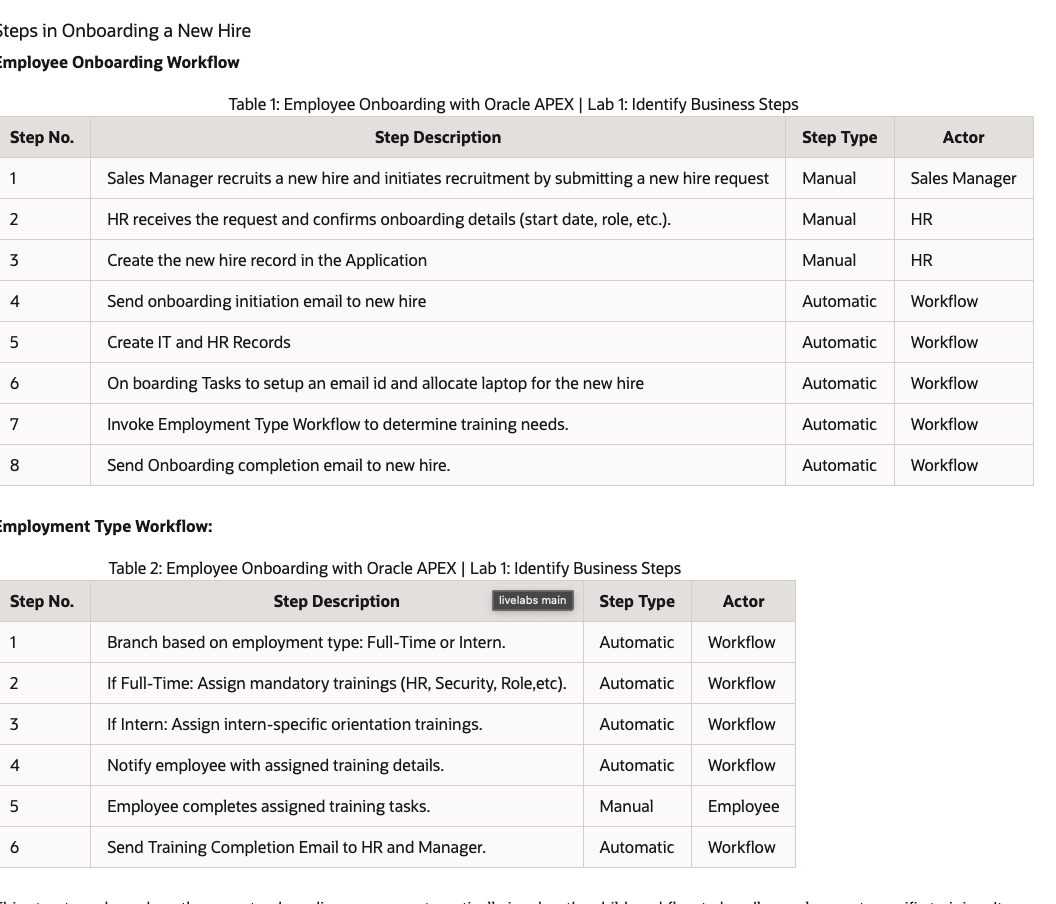 Steps in Onboarding a New Hire
Employee Onboarding Workflow
Table 1: Employee Onboarding with Oracle APEX | Lab 1: Identify Business Steps
Step No. Step Description Step Type Actor
1 Sales Manager recruits a new hire and initiates recruitment by submitting a new hire request Manual Sales Manager
2 HR receives the request and confirms onboarding details (start date, role, etc.). Manual HR
3 Create the new hire record in the Application Manual HR
4 Send onboarding initiation email to new hire Automatic Workflow
5 Create IT and HR Records Automatic Workflow
6 On boarding Tasks to setup an email id and allocate laptop for the new hire Automatic Workflow
7 Invoke Employment Type Workflow to determine training needs. Automatic Workflow
8 Send Onboarding completion email to new hire. Automatic Workflow
Employment Type Workflow:
Table 2: Employee Onboarding with Oracle APEX | Lab 1: Identify Business Steps
Step No. Step Description livelabs main Step Type Actor
1 Branch based on employment type: Full-Time or Intern. Automatic Workflow
2 If Full-Time: Assign mandatory trainings (HR, Security, Role,etc). Automatic Workflow
3 If Intern: Assign intern-specific orientation trainings. Automatic Workflow
4 Notify employee with assigned training details. Automatic Workflow
5 Employee completes assigned training tasks. Manual Employee
6 Send Training Completion Email to HR and Manager. Automatic Workflow